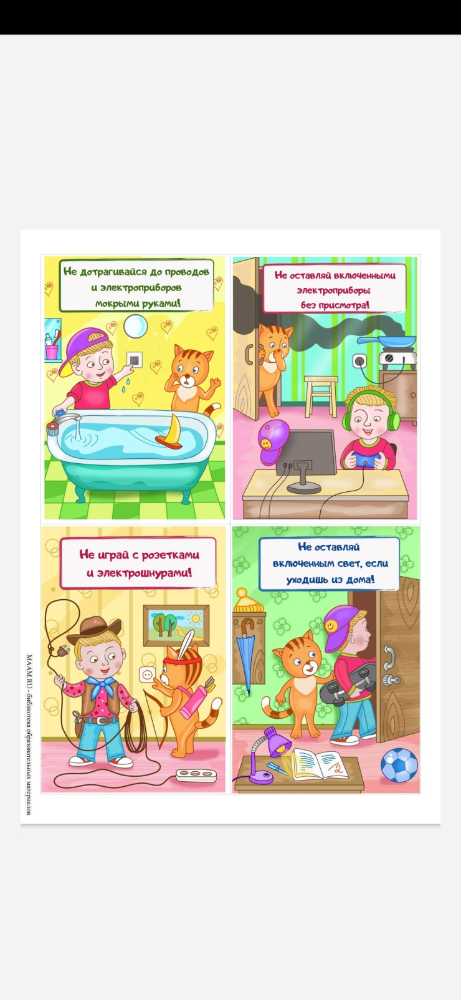 Не дотрагивайся до проводов
и электроприборов
мокрыми руками!
Не оставляй включенными
электроприборы
без присмотра!
Не играй с розетками
и электрошнурами!
Не оставляй
включенным свет, если
уходишь из дома!
2
MAAM.RU - библиотека образовательных материалов